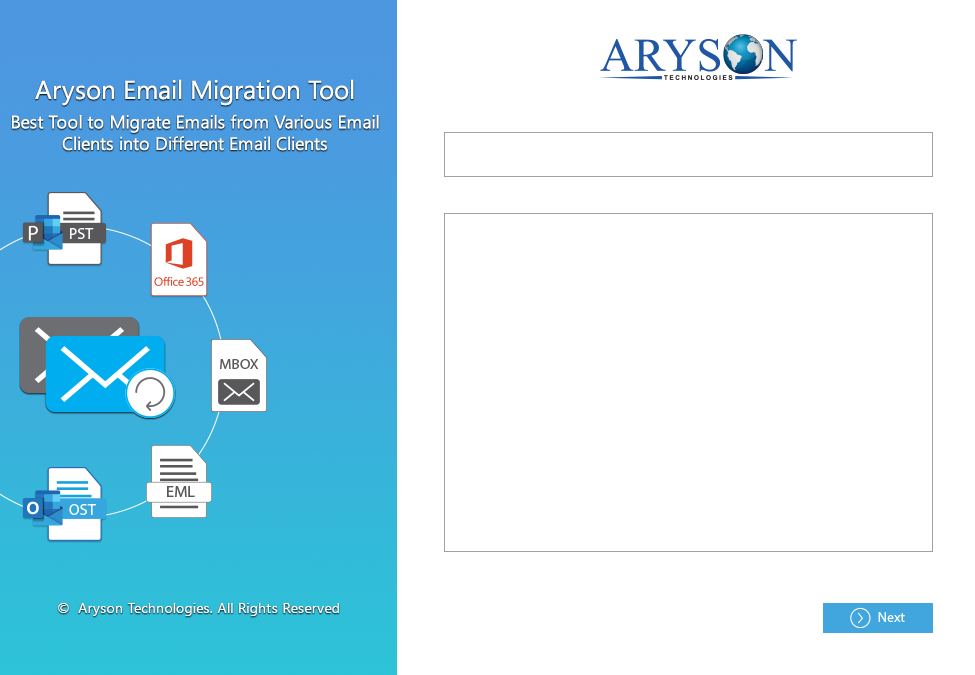 Aryson Email Migration Tool
Best Tool to Migrate Emails from Various Email
Clients into Different Email Clients
P
PST
Office 365
MBOX
EML
O
OST
© Aryson Technologies. All Rights Reserved
ARYSON
TECHNOLOGIES
Next